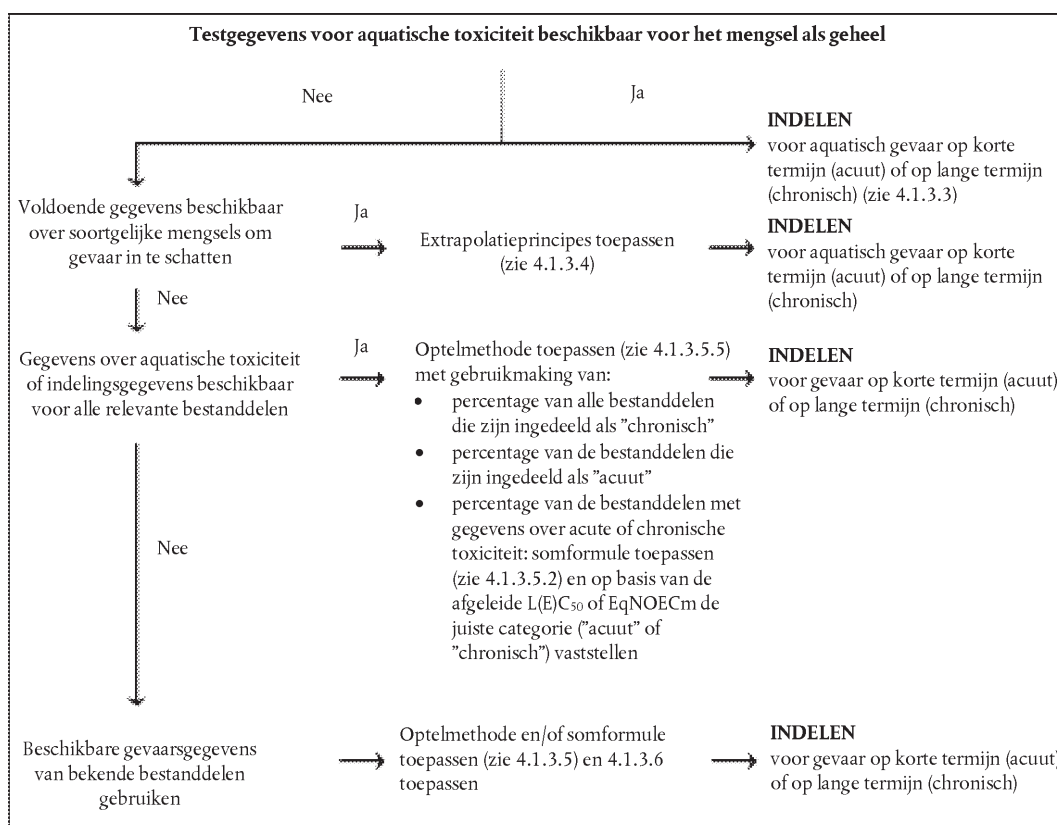 Testgegevens voor aquatische toxiciteit beschikbaar voor het mengsel als geheel
Nee
Ja
INDELEN
voor aquatisch gevaar op korte
termijn (acuut) of op lange termijn
(chronisch) (zie 4.1.3.3)
Voldoende gegevens beschikbaar
over soortgelijke mengsels om
gevaar in te schatten
Ja
Extrapolatieprincipes toepassen
(zie 4.1.3.4)
INDELEN
voor aquatisch gevaar op korte
termijn (acuut) of op lange termijn
(chronisch)
Nee
Gegevens over aquatische toxiciteit
of indelingsgegevens beschikbaar
voor alle relevante bestanddelen
Ja
Optelmethode toepassen (zie 4.1.3.5.5)
met gebruikmaking van:
• percentage van alle bestanddelen
die zijn ingedeeld als "chronisch"
• percentage van de bestanddelen die
zijn ingedeeld als "acuut"
• percentage van de bestanddelen met
gegevens over acute of chronische
toxiciteit: somformule toepassen
(zie 4.1.3.5.2) en op basis van de
afgeleide L(E)C₅₀ of EqNOECm de
juiste categorie ("acuut" of
"chronisch") vaststellen
INDELEN
voor gevaar op korte termijn (acuut)
of op lange termijn (chronisch)
Nee
Beschikbare gevaarsgegevens
van bekende bestanddelen
gebruiken
Optelmethode en/of somformule
toepassen (zie 4.1.3.5) en 4.1.3.6
toepassen
INDELEN
voor gevaar op korte termijn (acuut)
of op lange termijn (chronisch)